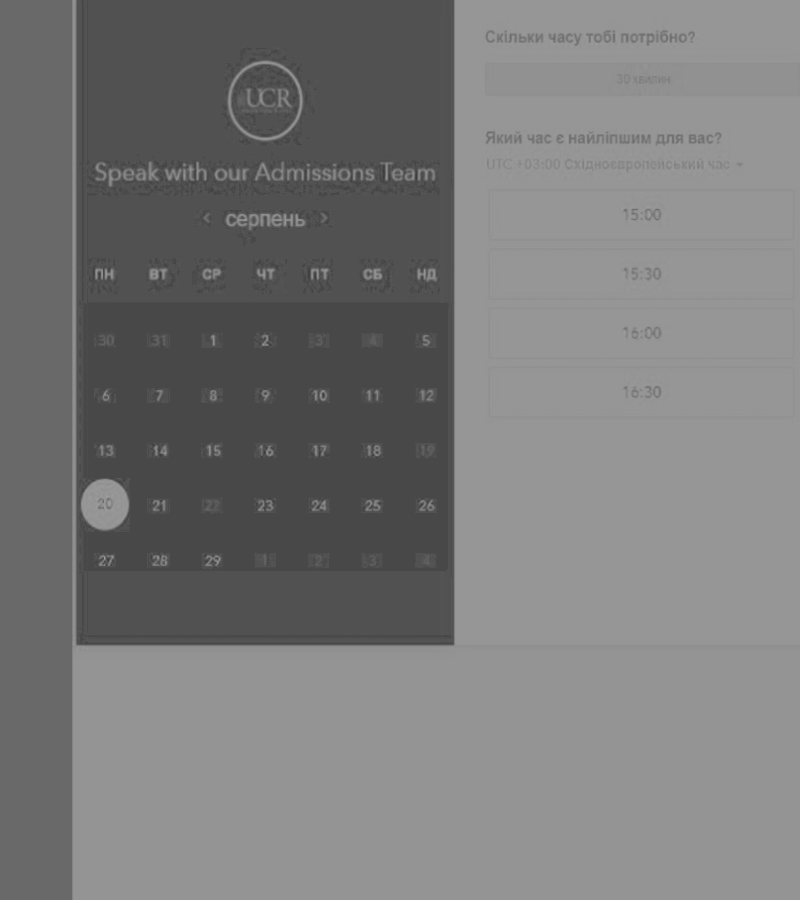 UCR
Speak with our Admissions Team
< серпень >
ПН ВТ СР ЧТ ПТ СБ НД
30 31 1 2 3 4 5
6 7 8 9 10 11 12
13 14 15 16 17 18 19
20 21 22 23 24 25 26
27 28 29 1 2 3 4
Скільки часу тобі потрібно?
30 хвилин
Який час є найліпшим для вас?
UTC +03:00 Східноєвропейський час
15:00
15:30
16:00
16:30